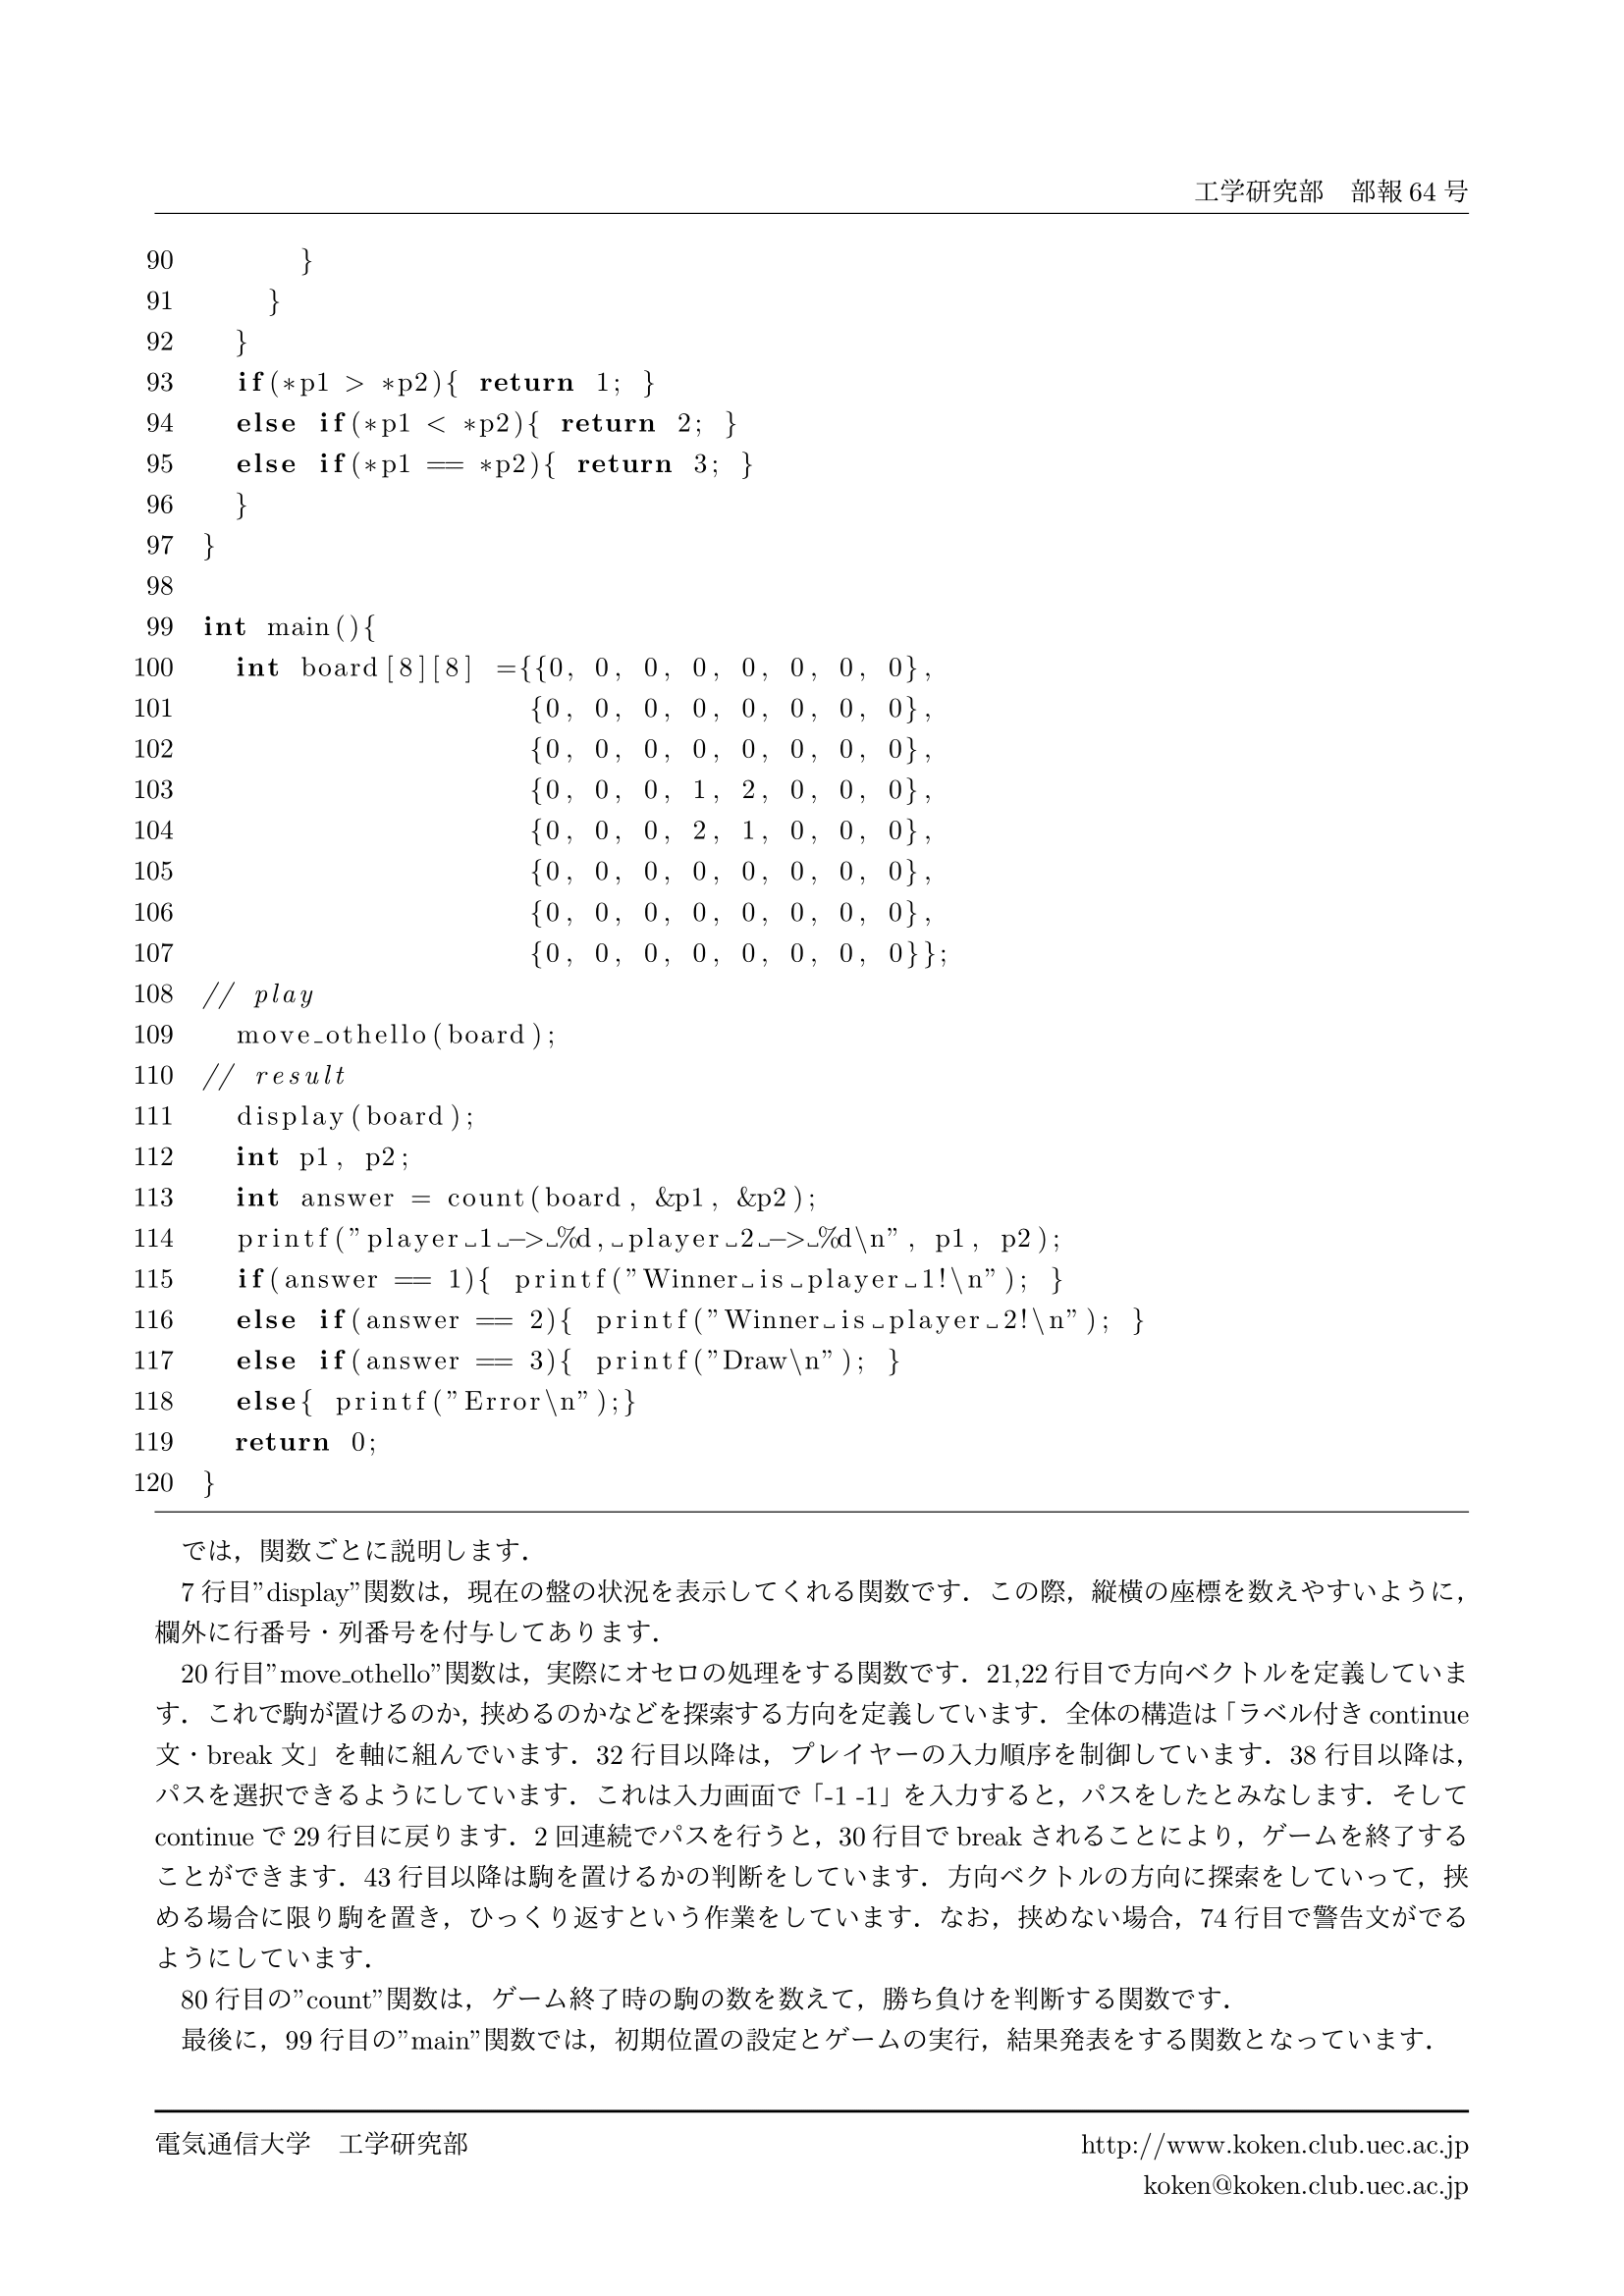 工学研究部　部報 64 号
90         }
91       }
92     }
93     if(*p1 > *p2){ return 1; }
94     else if(*p1 < *p2){ return 2; }
95     else if(*p1 == *p2){ return 3; }
96     }
97   }
98
99   int main(){
100    int board[8][8] ={{0, 0, 0, 0, 0, 0, 0, 0},
101                      {0, 0, 0, 0, 0, 0, 0, 0},
102                      {0, 0, 0, 0, 0, 0, 0, 0},
103                      {0, 0, 0, 1, 2, 0, 0, 0},
104                      {0, 0, 0, 2, 1, 0, 0, 0},
105                      {0, 0, 0, 0, 0, 0, 0, 0},
106                      {0, 0, 0, 0, 0, 0, 0, 0},
107                      {0, 0, 0, 0, 0, 0, 0, 0}};
108  // play
109    move_othello(board);
110  // result
111    display(board);
112    int p1, p2;
113    int answer = count(board, &p1, &p2);
114    printf("player␣1␣->␣%d,␣player␣2␣->␣%d\n", p1, p2);
115    if(answer == 1){ printf("Winner␣is␣player␣1!\n"); }
116    else if(answer == 2){ printf("Winner␣is␣player␣2!\n"); }
117    else if(answer == 3){ printf("Draw\n"); }
118    else{ printf("Error\n");}
119    return 0;
120  }
では，関数ごとに説明します．
7 行目”display”関数は，現在の盤の状況を表示してくれる関数です．この際，縦横の座標を数えやすいように，
欄外に行番号・列番号を付与してあります．
20 行目”move_othello”関数は，実際にオセロの処理をする関数です．21,22 行目で方向ベクトルを定義していま
す．これで駒が置けるのか，挟めるのかなどを探索する方向を定義しています．全体の構造は「ラベル付き continue
文・break 文」を軸に組んでいます．32 行目以降は，プレイヤーの入力順序を制御しています．38 行目以降は，
パスを選択できるようにしています．これは入力画面で「-1 -1」を入力すると，パスをしたとみなします．そして
continue で 29 行目に戻ります．2 回連続でパスを行うと，30 行目で break されることにより，ゲームを終了する
ことができます．43 行目以降は駒を置けるかの判断をしています．方向ベクトルの方向に探索をしていって，挟
める場合に限り駒を置き，ひっくり返すという作業をしています．なお，挟めない場合，74 行目で警告文がでる
ようにしています．
80 行目の”count”関数は，ゲーム終了時の駒の数を数えて，勝ち負けを判断する関数です．
最後に，99 行目の”main”関数では，初期位置の設定とゲームの実行，結果発表をする関数となっています．
電気通信大学　工学研究部
http://www.koken.club.uec.ac.jp
koken@koken.club.uec.ac.jp